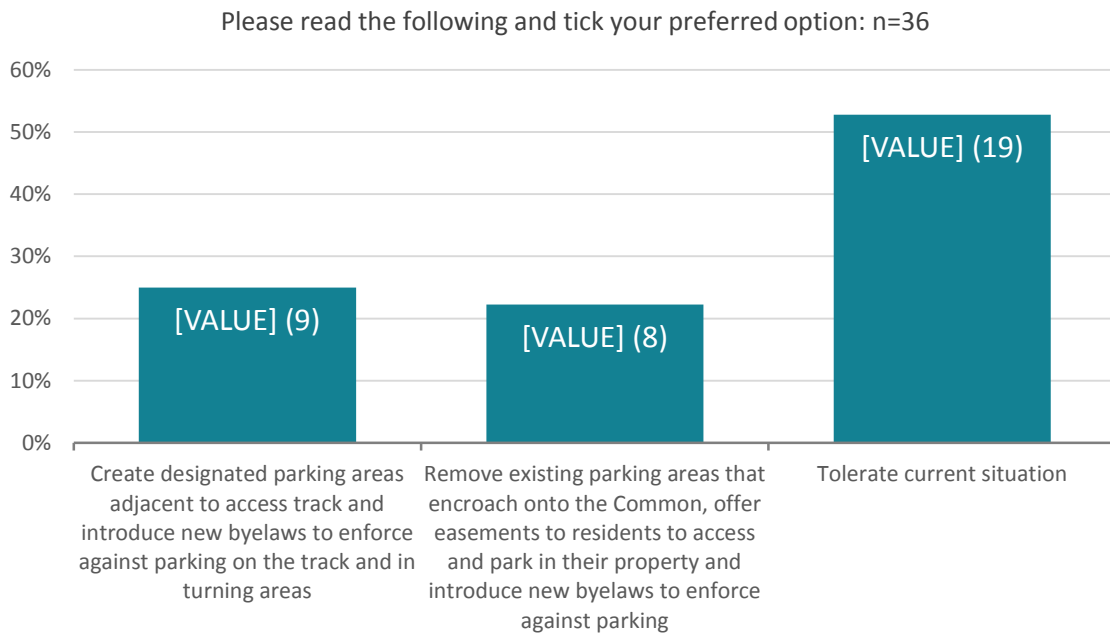 Please read the following and tick your preferred option: n=36
60%
50%
40%
30%
20%
10%
0%
[VALUE] (9)
[VALUE] (8)
[VALUE] (19)
Create designated parking areas
adjacent to access track and
introduce new byelaws to enforce
against parking on the track and in
turning areas
Remove existing parking areas that
encroach onto the Common, offer
easements to residents to access
and park in their property and
introduce new byelaws to enforce
against parking
Tolerate current situation